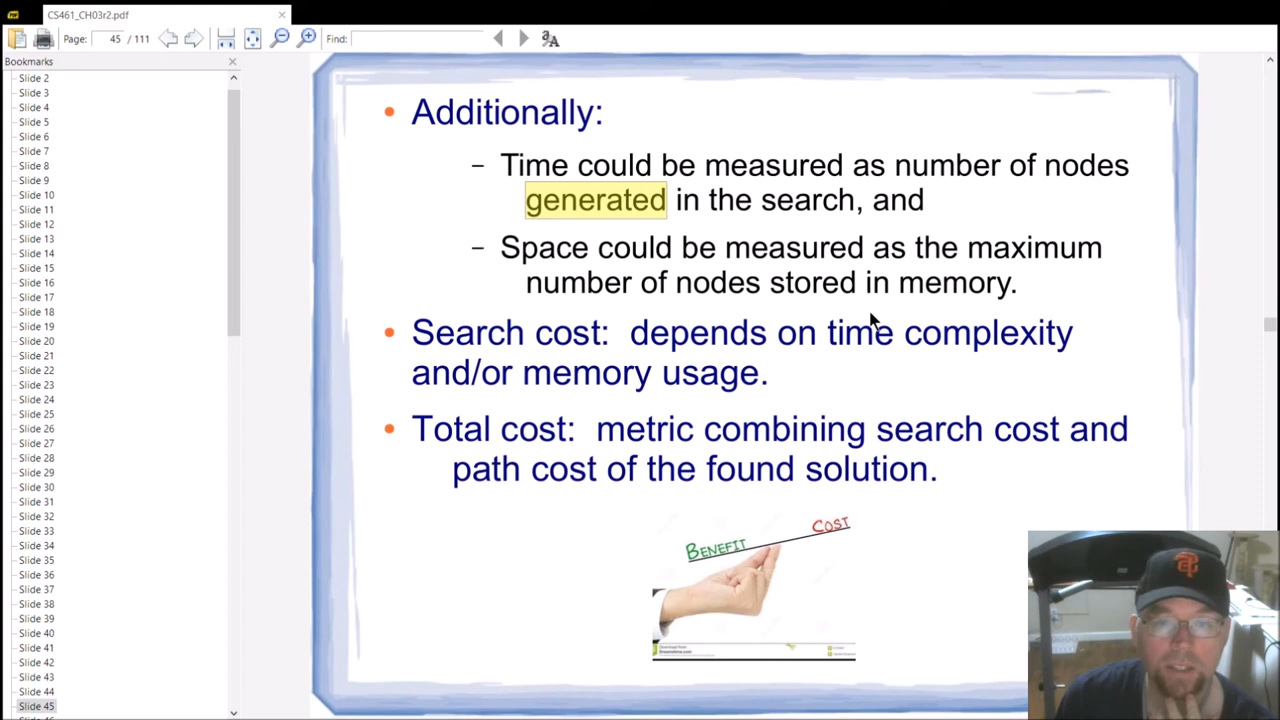 CS461_CH03r2.pdf
Page: 45 / 111
Find:
Bookmarks
Slide 2
Slide 3
Slide 4
Slide 5
Slide 6
Slide 7
Slide 8
Slide 9
Slide 10
Slide 11
Slide 12
Slide 13
Slide 14
Slide 15
Slide 16
Slide 17
Slide 18
Slide 19
Slide 20
Slide 21
Slide 22
Slide 23
Slide 24
Slide 25
Slide 26
Slide 27
Slide 28
Slide 29
Slide 30
Slide 31
Slide 32
Slide 33
Slide 34
Slide 35
Slide 36
Slide 37
Slide 38
Slide 39
Slide 40
Slide 41
Slide 42
Slide 43
Slide 44
Slide 45
• Additionally:
– Time could be measured as number of nodes
generated in the search, and
– Space could be measured as the maximum
number of nodes stored in memory.
• Search cost: depends on time complexity
and/or memory usage.
• Total cost: metric combining search cost and
path cost of the found solution.
BENEFIT
COST